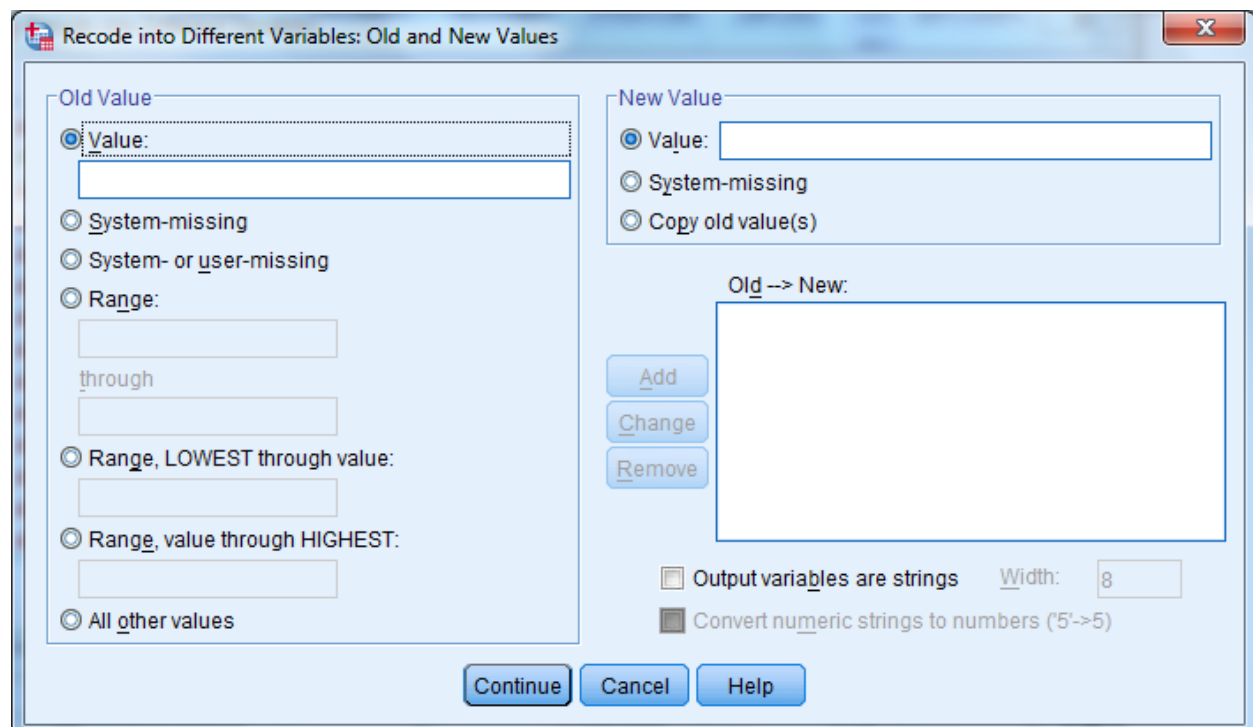 Recode into Different Variables: Old and New Values
Old Value
Value:
System-missing
System- or user-missing
Range:
through
Range, LOWEST through value:
Range, value through HIGHEST:
All other values
New Value
Value:
System-missing
Copy old value(s)
Old --> New:
Add
Change
Remove
Output variables are strings Width: 8
Convert numeric strings to numbers ('5'->5)
Continue Cancel Help